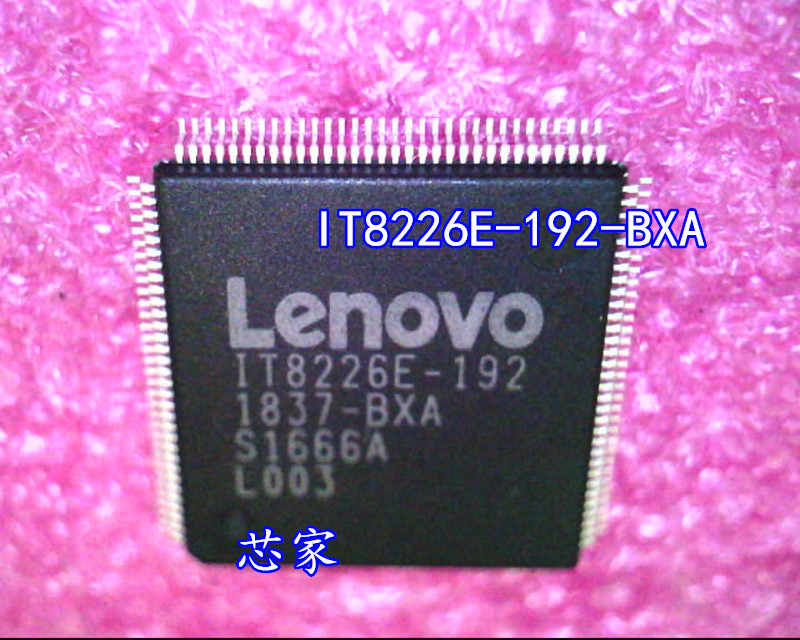 IT8226E-192-BXA
Lenovo
IT8226E-192
1837-BXA
S1666A
L003
芯家